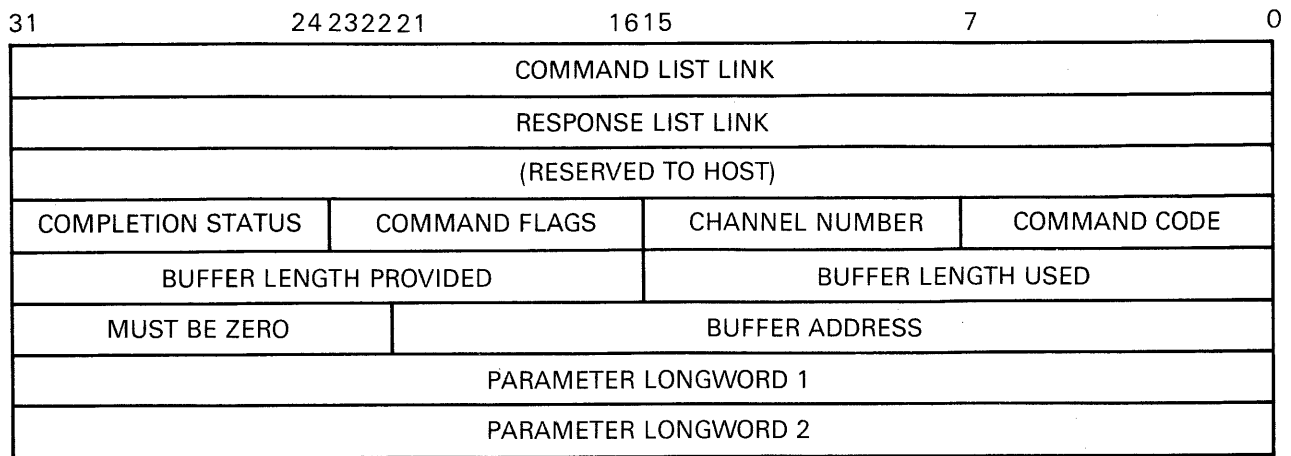 31 24 23 22 21 16 15 7 0
COMMAND LIST LINK
RESPONSE LIST LINK
(RESERVED TO HOST)
COMPLETION STATUS COMMAND FLAGS CHANNEL NUMBER COMMAND CODE
BUFFER LENGTH PROVIDED BUFFER LENGTH USED
MUST BE ZERO BUFFER ADDRESS
PARAMETER LONGWORD 1
PARAMETER LONGWORD 2